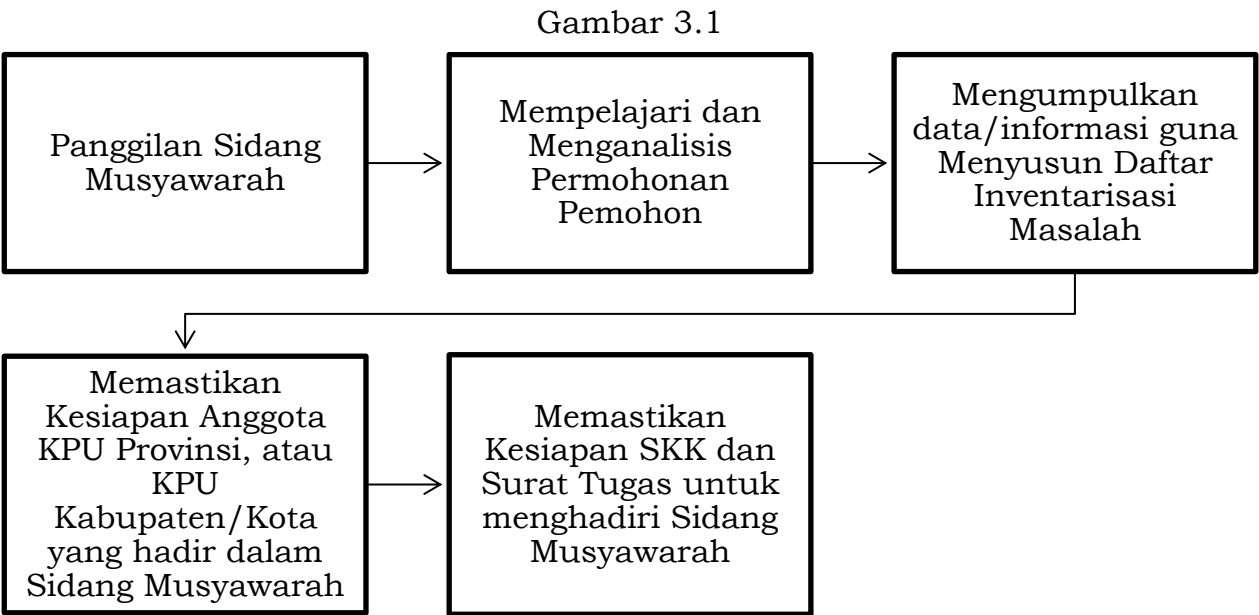 Gambar 3.1
Panggilan Sidang
Musyawarah
Mempelajari dan
Menganalisis
Permohonan
Pemohon
Mengumpulkan
data/informasi guna
Menyusun Daftar
Inventarisasi
Masalah
Memastikan
Kesiapan Anggota
KPU Provinsi, atau
KPU
Kabupaten/Kota
yang hadir dalam
Sidang Musyawarah
Memastikan
Kesiapan SKK dan
Surat Tugas untuk
menghadiri Sidang
Musyawarah